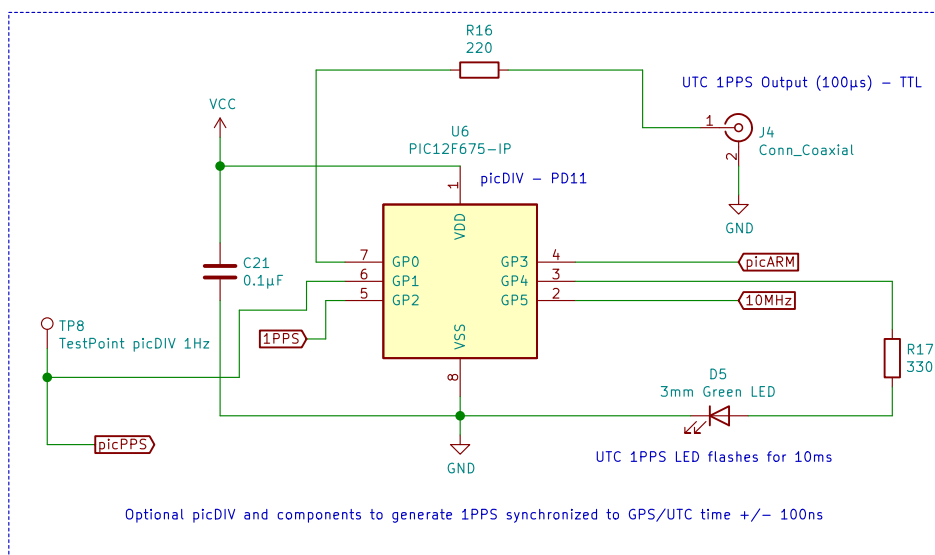 R16
220
UTC 1PPS Output (100µs) – TTL
VCC
1
J4
Conn_Coaxial
2
U6
PIC12F675-IP
picDIV – PD11
1
VDD
GND
C21
0.1µF
7
GP0
GP3
4
picARM
6
GP1
GP4
3
5
GP2
GP5
2
10MHz
TP8
TestPoint picDIV 1Hz
1PPS
VSS
8
R17
330
D5
3mm Green LED
picPPS
GND
UTC 1PPS LED flashes for 10ms
Optional picDIV and components to generate 1PPS synchronized to GPS/UTC time +/– 100ns